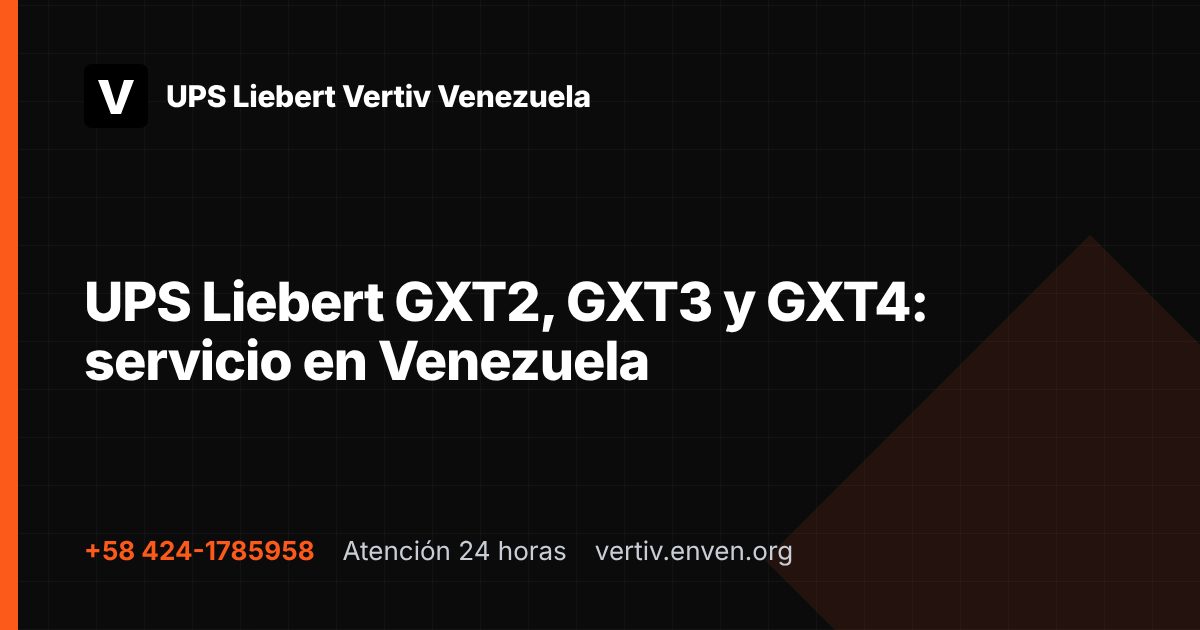 V
UPS Liebert Vertiv Venezuela
UPS Liebert GXT2, GXT3 y GXT4:
servicio en Venezuela
+58 424-1785958 Atención 24 horas vertiv.enven.org